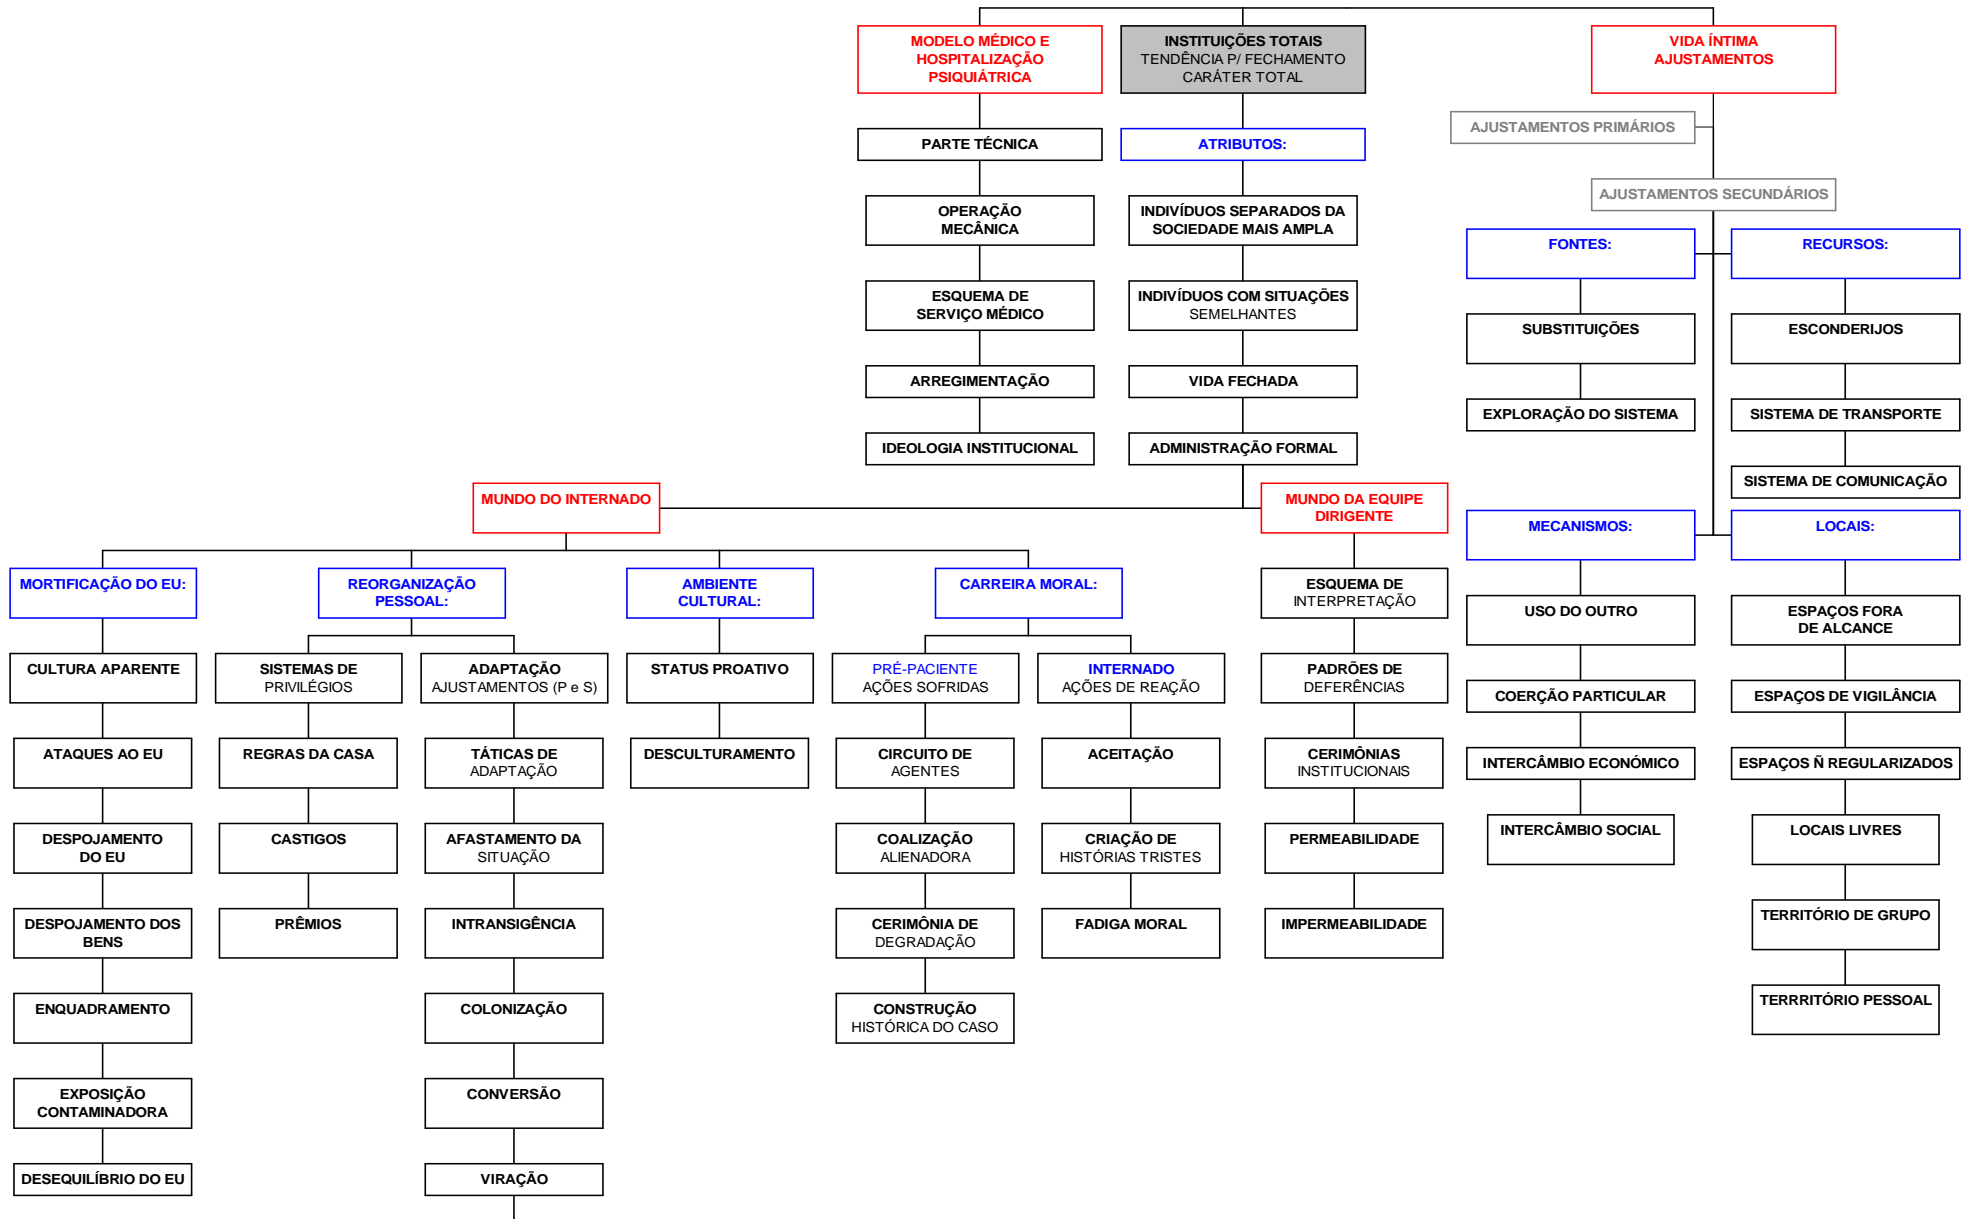 MODELO MÉDICO E
HOSPITALIZAÇÃO
PSIQUIÁTRICA
INSTITUIÇÕES TOTAIS
TENDÊNCIA P/ FECHAMENTO
CARÁTER TOTAL
VIDA ÍNTIMA
AJUSTAMENTOS
PARTE TÉCNICA
OPERAÇÃO
MECÂNICA
ESQUEMA DE
SERVIÇO MÉDICO
ARREGIMENTAÇÃO
IDEOLOGIA INSTITUCIONAL
ATRIBUTOS:
INDIVÍDUOS SEPARADOS DA
SOCIEDADE MAIS AMPLA
INDIVÍDUOS COM SITUAÇÕES
SEMELHANTES
VIDA FECHADA
ADMINISTRAÇÃO FORMAL
AJUSTAMENTOS PRIMÁRIOS
AJUSTAMENTOS SECUNDÁRIOS
FONTES:
SUBSTITUIÇÕES
EXPLORAÇÃO DO SISTEMA
RECURSOS:
ESCONDERIJOS
SISTEMA DE TRANSPORTE
SISTEMA DE COMUNICAÇÃO
MUNDO DO INTERNADO
MUNDO DA EQUIPE
DIRIGENTE
MORTIFICAÇÃO DO EU:
CULTURA APARENTE
ATAQUES AO EU
DESPOJAMENTO
DO EU
DESPOJAMENTO DOS
BENS
ENQUADRAMENTO
EXPOSIÇÃO
CONTAMINADORA
DESEQUILÍBRIO DO EU
REORGANIZAÇÃO
PESSOAL:
SISTEMAS DE
PRIVILÉGIOS
REGRAS DA CASA
CASTIGOS
PRÊMIOS
ADAPTAÇÃO
AJUSTAMENTOS (P e S)
TÁTICAS DE
ADAPTAÇÃO
AFASTAMENTO DA
SITUAÇÃO
INTRANSIGÊNCIA
COLONIZAÇÃO
CONVERSÃO
VIRAÇÃO
AMBIENTE
CULTURAL:
STATUS PROATIVO
DESCULTURAMENTO
CARREIRA MORAL:
PRÉ-PACIENTE
AÇÕES SOFRIDAS
CIRCUITO DE
AGENTES
COALIZAÇÃO
ALIENADORA
CERIMÔNIA DE
DEGRADAÇÃO
CONSTRUÇÃO
HISTÓRICA DO CASO
INTERNADO
AÇÕES DE REAÇÃO
ACEITAÇÃO
CRIAÇÃO DE
HISTÓRIAS TRISTES
FADIGA MORAL
ESQUEMA DE
INTERPRETAÇÃO
PADRÕES DE
DEFERÊNCIAS
CERIMÔNIAS
INSTITUCIONAIS
PERMEABILIDADE
IMPERMEABILIDADE
MECANISMOS:
USO DO OUTRO
COERÇÃO PARTICULAR
INTERCÂMBIO ECONÓMICO
INTERCÂMBIO SOCIAL
LOCAIS:
ESPAÇOS FORA
DE ALCANCE
ESPAÇOS DE VIGILÂNCIA
ESPAÇOS Ñ REGULARIZADOS
LOCAIS LIVRES
TERRITÓRIO DE GRUPO
TERRRITÓRIO PESSOAL